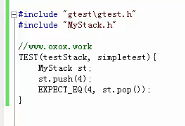 #include "gtest\gtest.h"
#include "MyStack.h"
//www.oxox.work
TEST(testStack, simpletest){
MyStack st;
st.push(4);
EXPECT_EQ(4, st.pop());
}